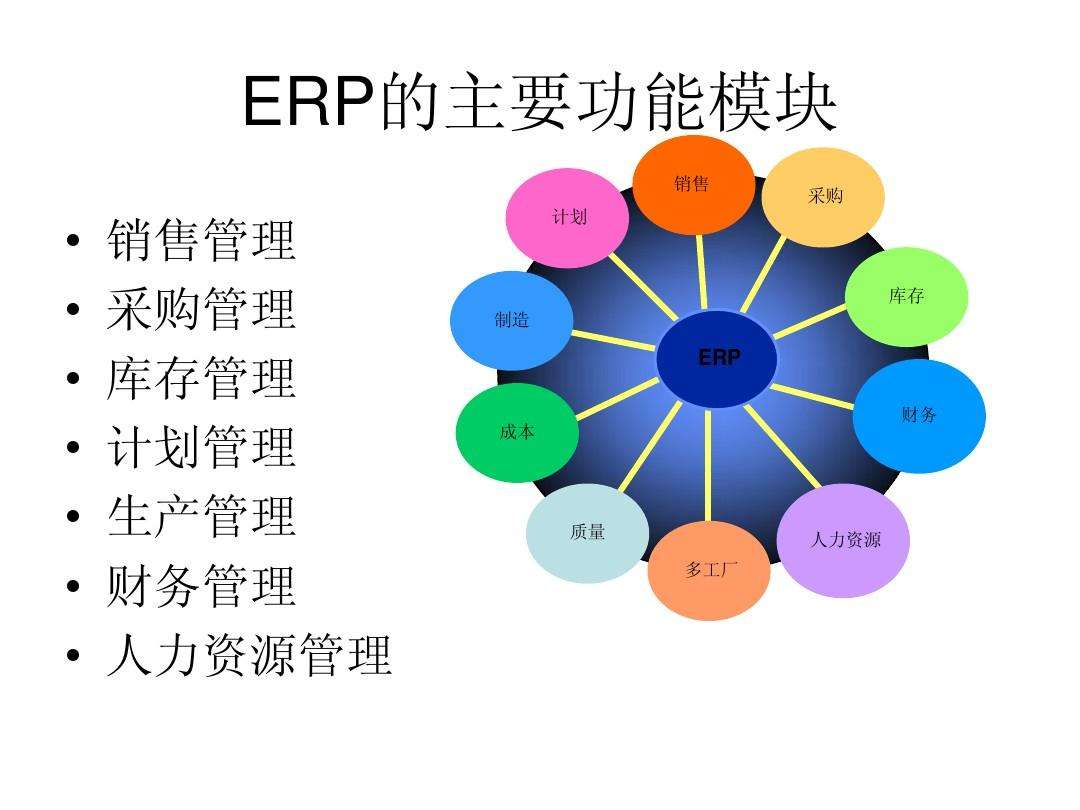 ERP的主要功能模块
• 销售管理
• 采购管理
• 库存管理
• 计划管理
• 生产管理
• 财务管理
• 人力资源管理
销售
采购
库存
财务
人力资源
多工厂
质量
成本
制造
计划
ERP